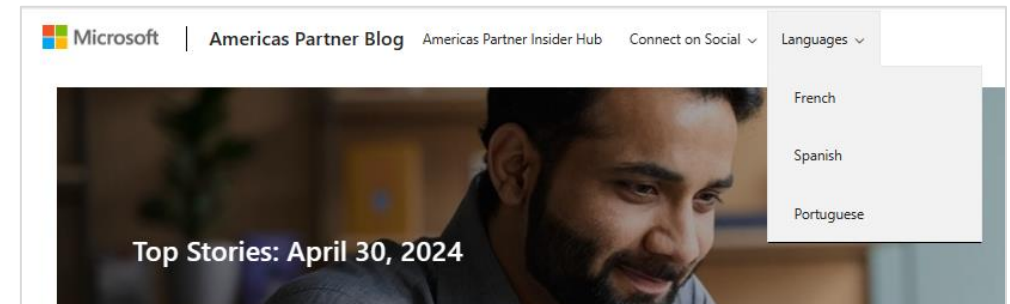 Microsoft | Americas Partner Blog Americas Partner Insider Hub Connect on Social Languages
French
Spanish
Portuguese
Top Stories: April 30, 2024